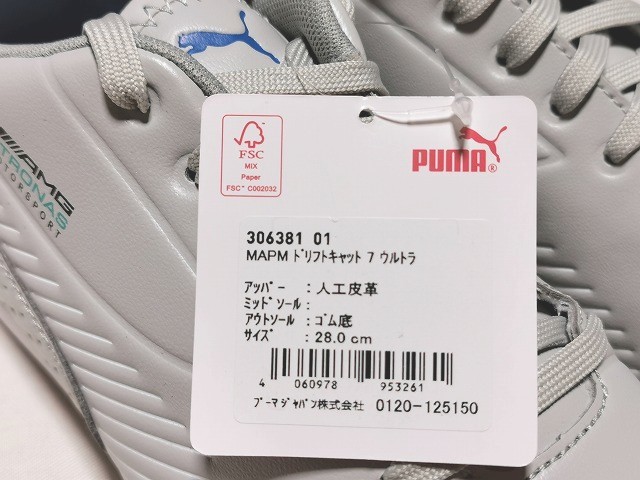 AMG
PETRONAS
MOTORSPORT
FSC
MIX
Paper
FSC® C002032
PUMA®
306381 01
MAPM ﾄﾞﾘﾌﾄｷｬｯﾄ 7 ｳﾙﾄﾗ
ｱｯﾊﾟｰ : 人工皮革
ﾐｯﾄﾞｿｰﾙ :
ｱｳﾄｿｰﾙ : ｺﾞﾑ底
ｻｲｽﾞ : 28.0 cm
4 060978 953261
ﾌﾟｰﾏｼﾞｬﾊﾟﾝ株式会社 0120-125150